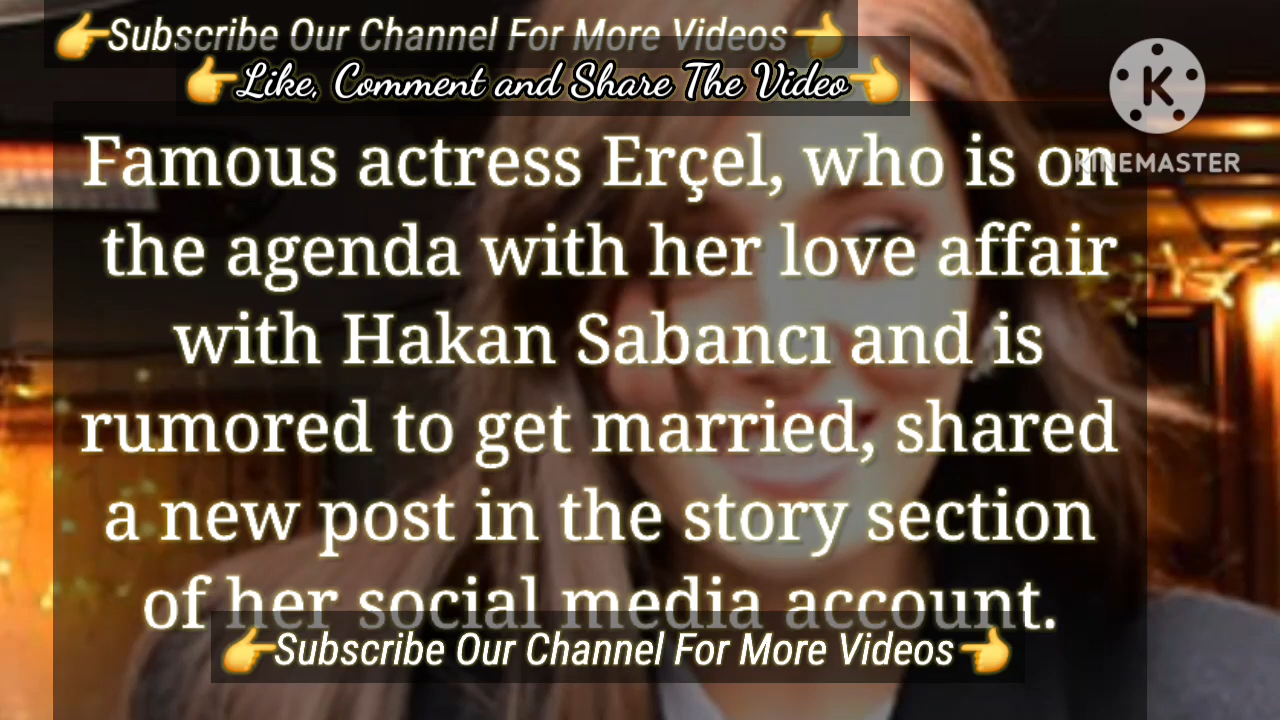 👉Subscribe Our Channel For More Videos👈
👉Like, Comment and Share The Video👈
K
KINEMASTER
Famous actress Erçel, who is on
the agenda with her love affair
with Hakan Sabancı and is
rumored to get married, shared
a new post in the story section
of her social media account.
👉Subscribe Our Channel For More Videos👈